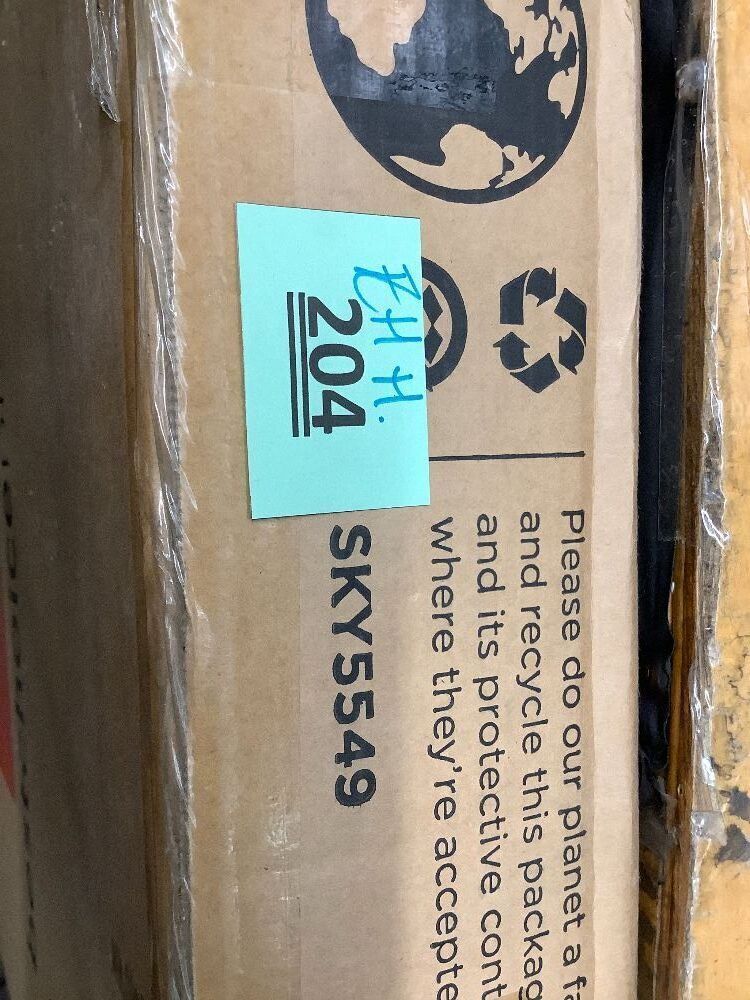 Please do our planet a fa
and recycle this packag
and its protective cont
where they're accepte
EHH.
204
SKY5549